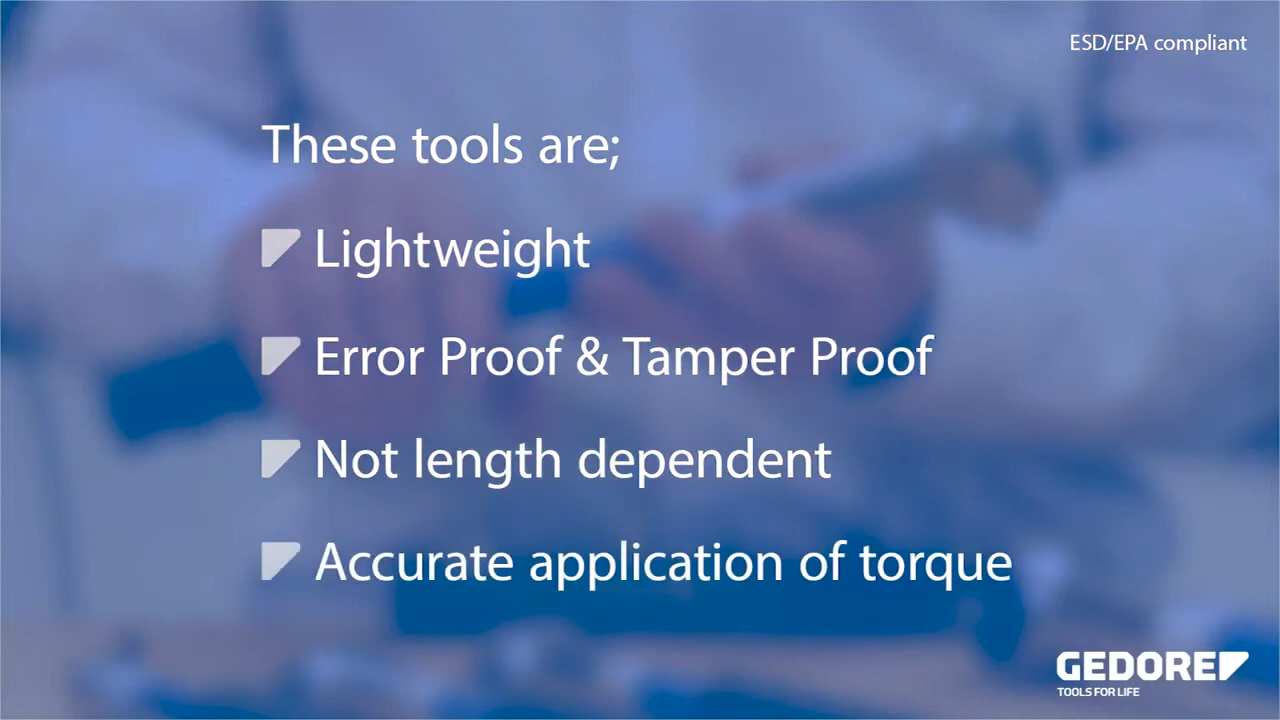 ESD/EPA compliant
These tools are;
Lightweight
Error Proof & Tamper Proof
Not length dependent
Accurate application of torque
GEDORE
TOOLS FOR LIFE